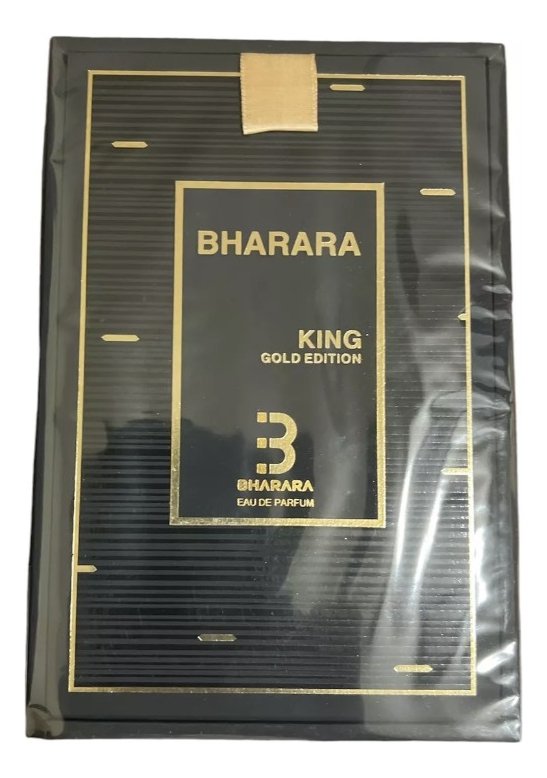 BHARARA
KING
GOLD EDITION
B
BHARARA
EAU DE PARFUM